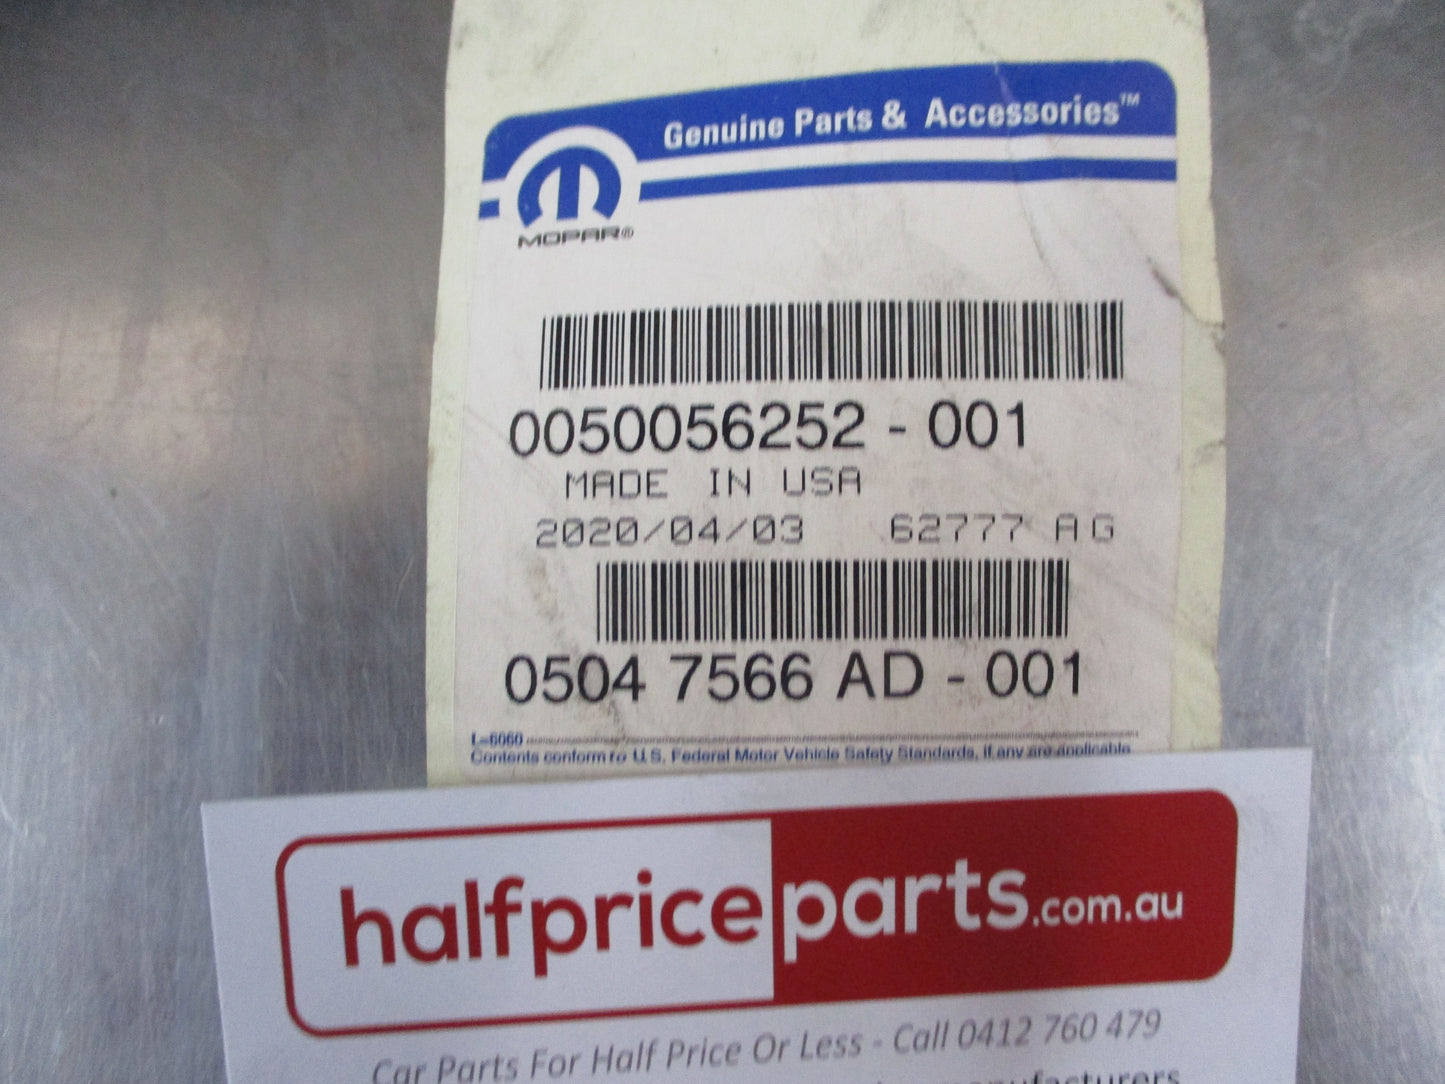 Genuine Parts & Accessories™
MOPAR®
0050056252 - 001
MADE IN USA
2020/04/03 62777 AG
0504 7566 AD - 001
L-6060
Contents conform to U.S. Federal Motor Vehicle Safety Standards, if any are applicable
halfpriceparts.com.au
Car Parts For Half Price Or Less - Call 0412 760 479
manufacturers